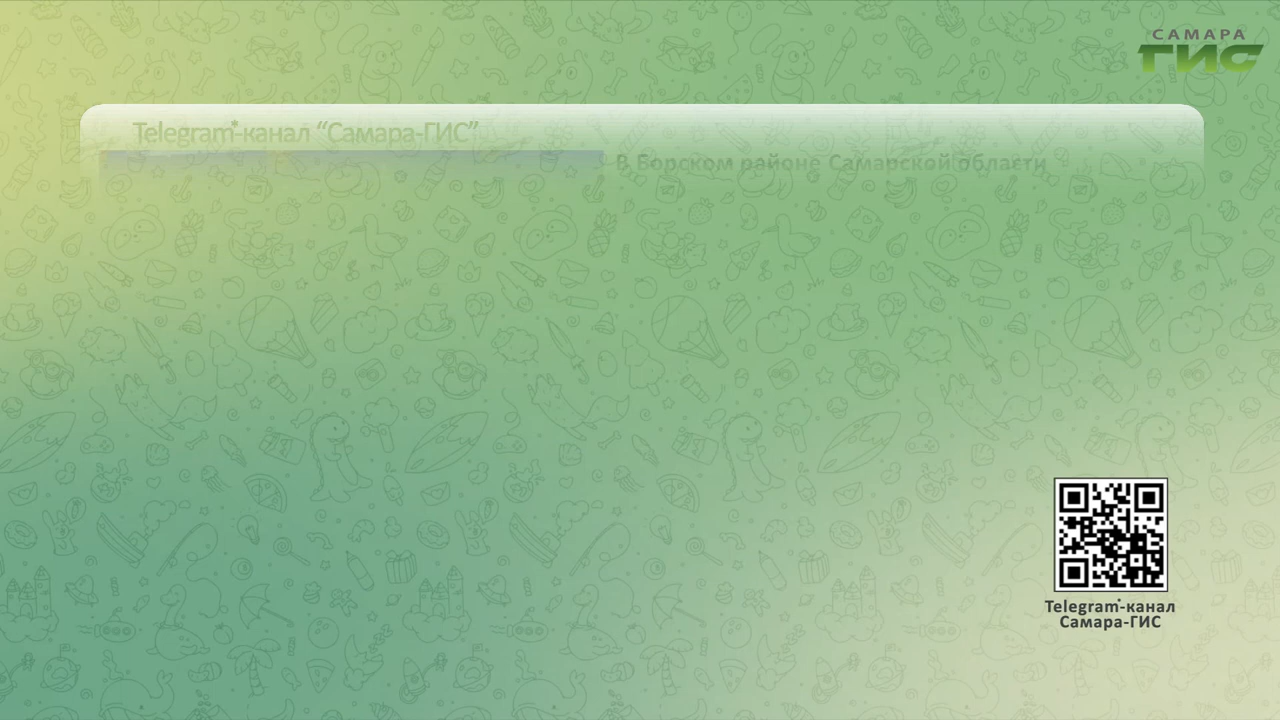 САМАРА
ГИС
Telegram*-канал “Самара-ГИС”
В Борском районе Самарской области
Telegram*-канал
Самара-ГИС